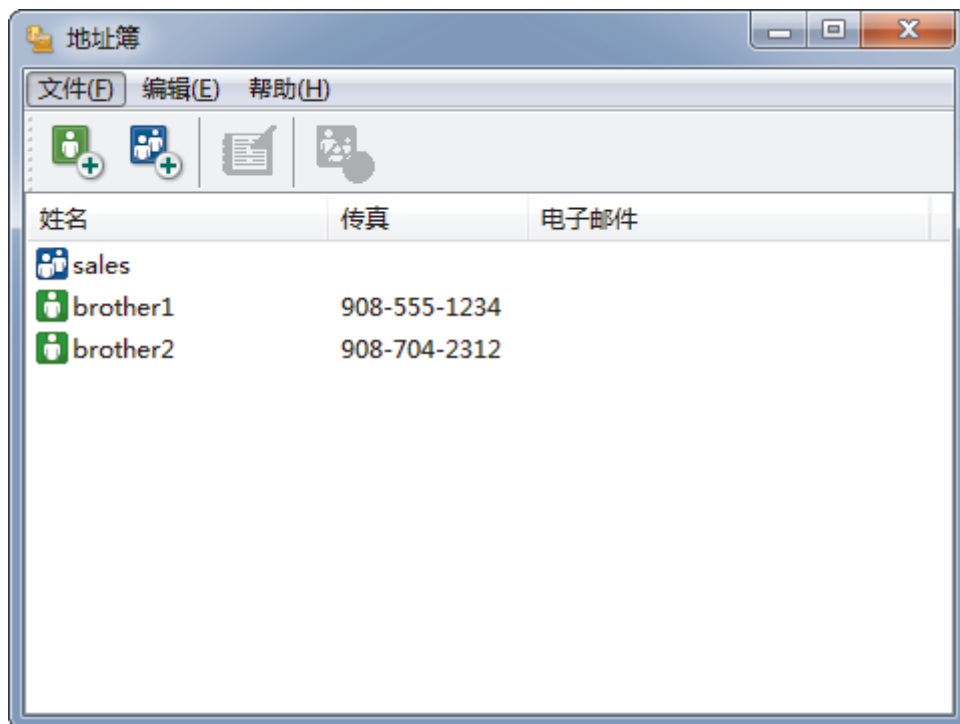 地址簿
文件(F) 编辑(E) 帮助(H)
姓名 传真 电子邮件
sales
brother1 908-555-1234
brother2 908-704-2312